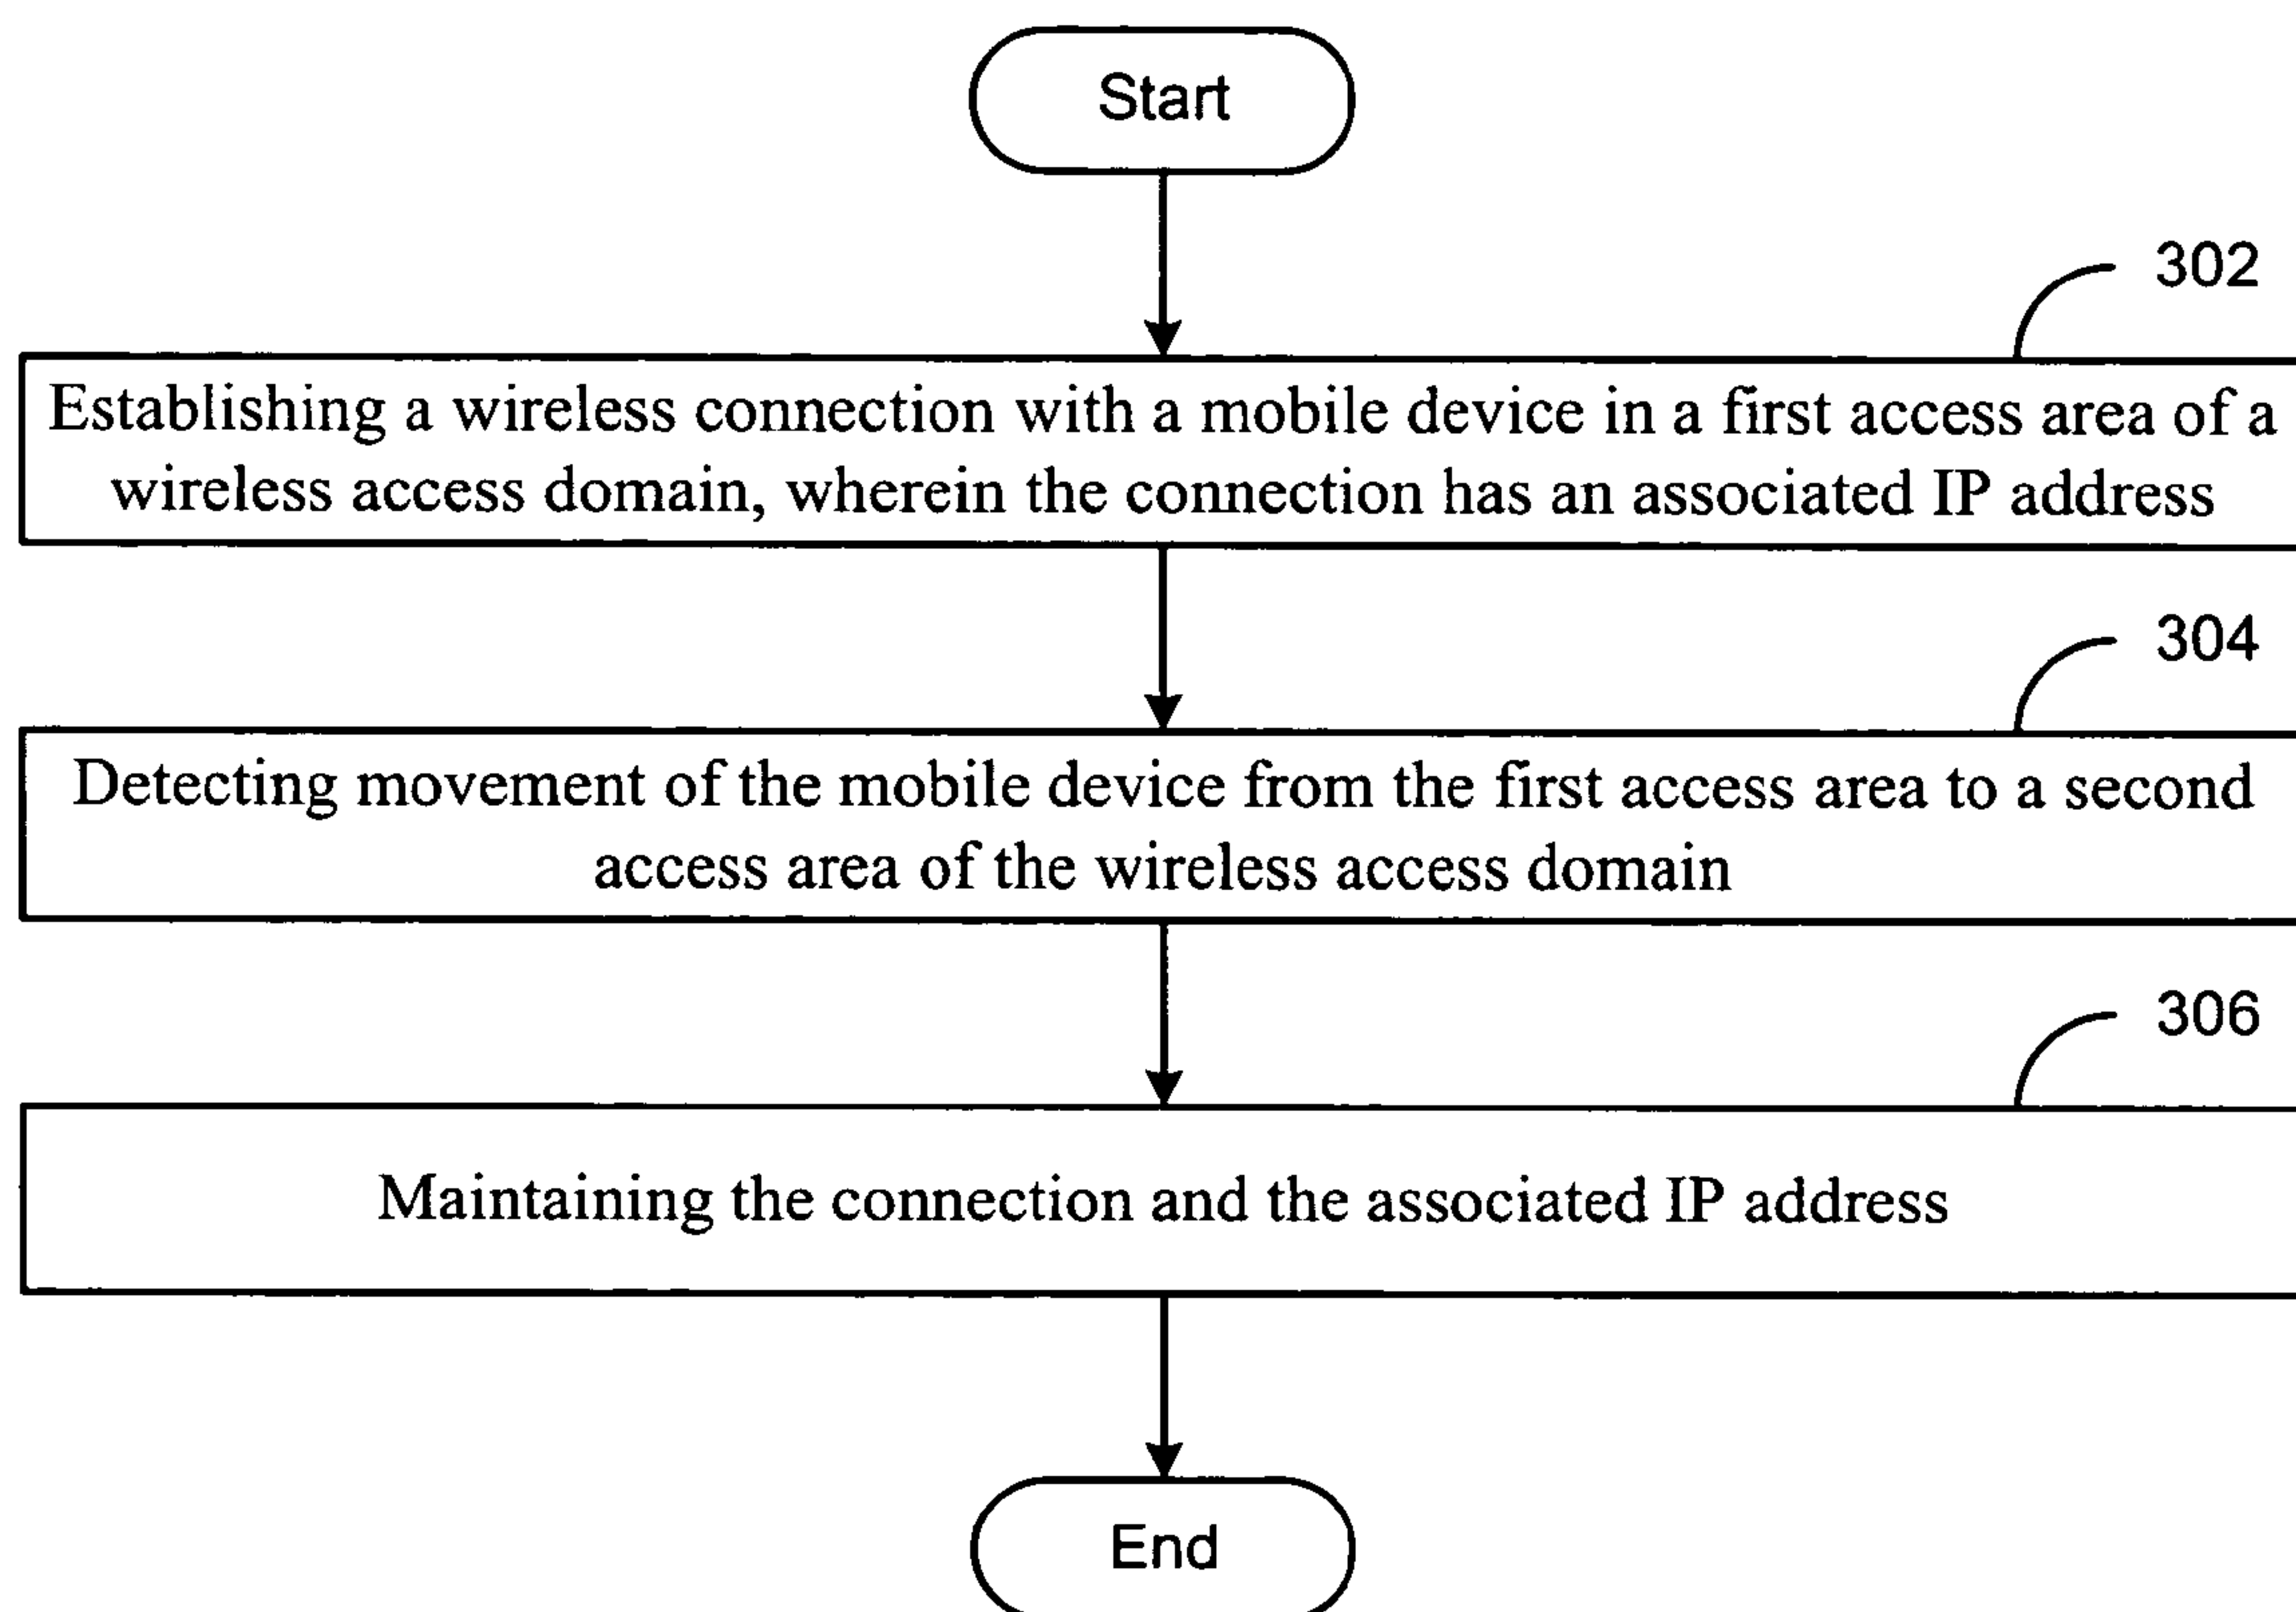 Start
302
Establishing a wireless connection with a mobile device in a first access area of a
wireless access domain, wherein the connection has an associated IP address
304
Detecting movement of the mobile device from the first access area to a second
access area of the wireless access domain
306
Maintaining the connection and the associated IP address
End